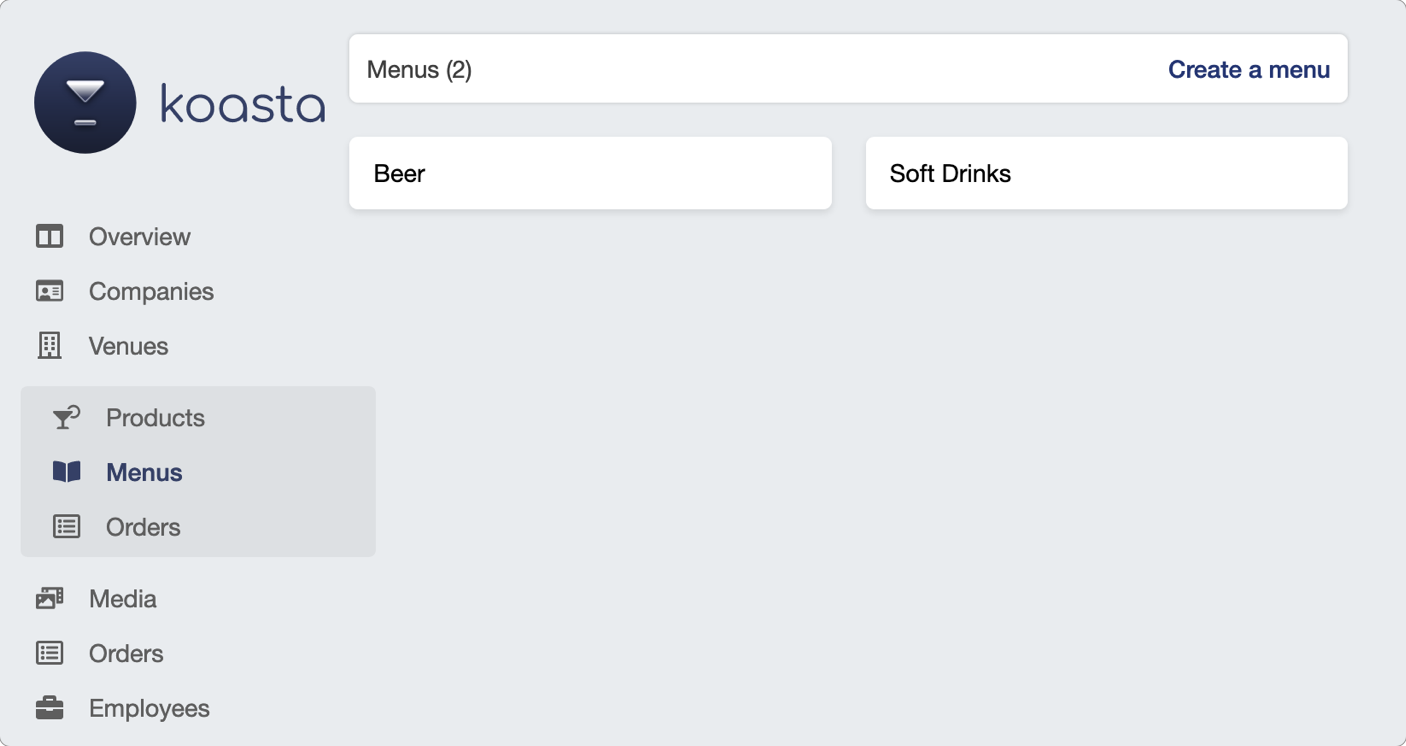 koasta
Menus (2)
Create a menu
Beer
Soft Drinks
Overview
Companies
Venues
Products
Menus
Orders
Media
Orders
Employees